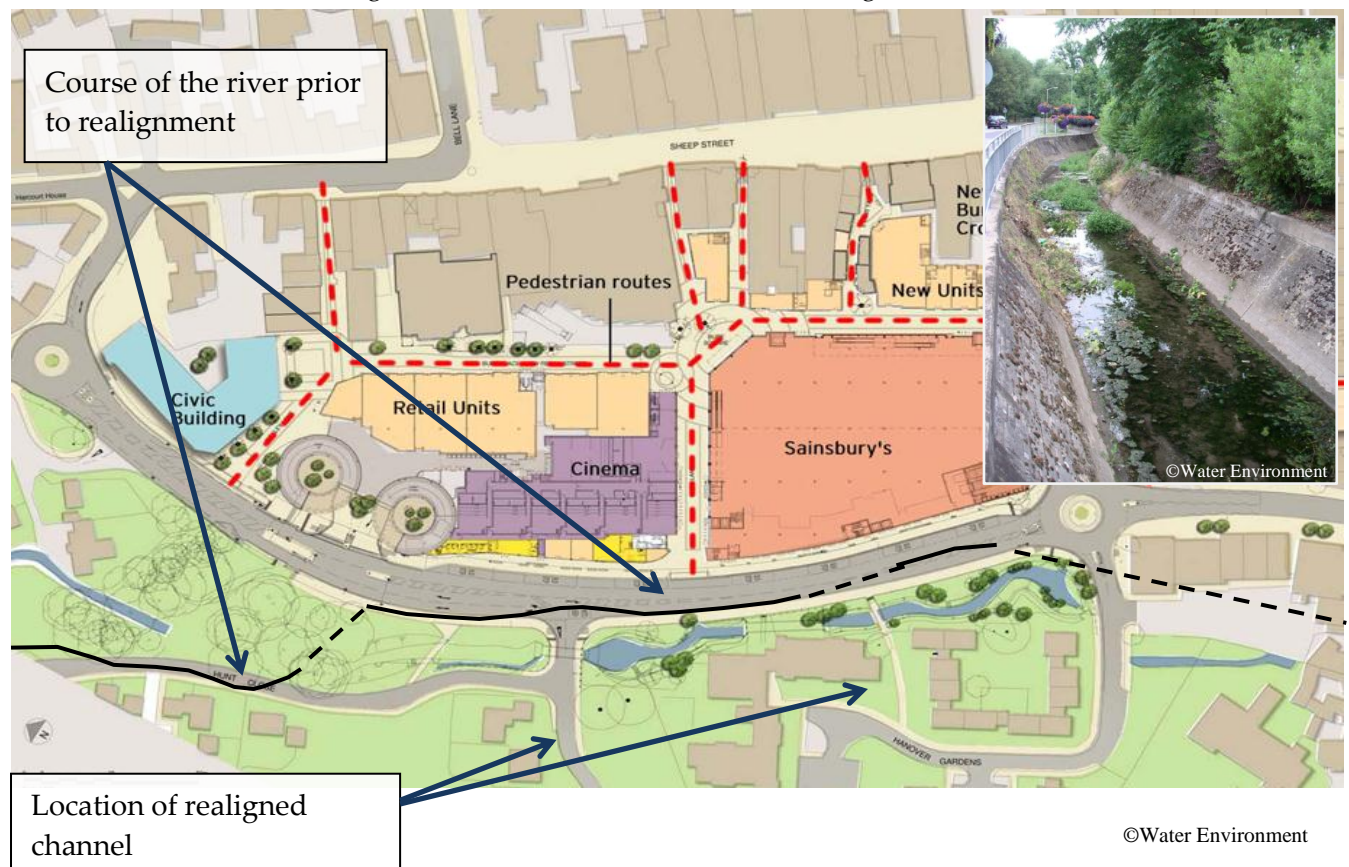 Course of the river prior
to realignment
BELL LANE
SHEEP STREET
Harcourt House
Pedestrian routes
New Units
Civic
Building
Retail Units
Cinema
Sainsbury's
©Water Environment
HUNT CLOSE
HANOVER GARDENS
N
Location of realigned
channel
©Water Environment